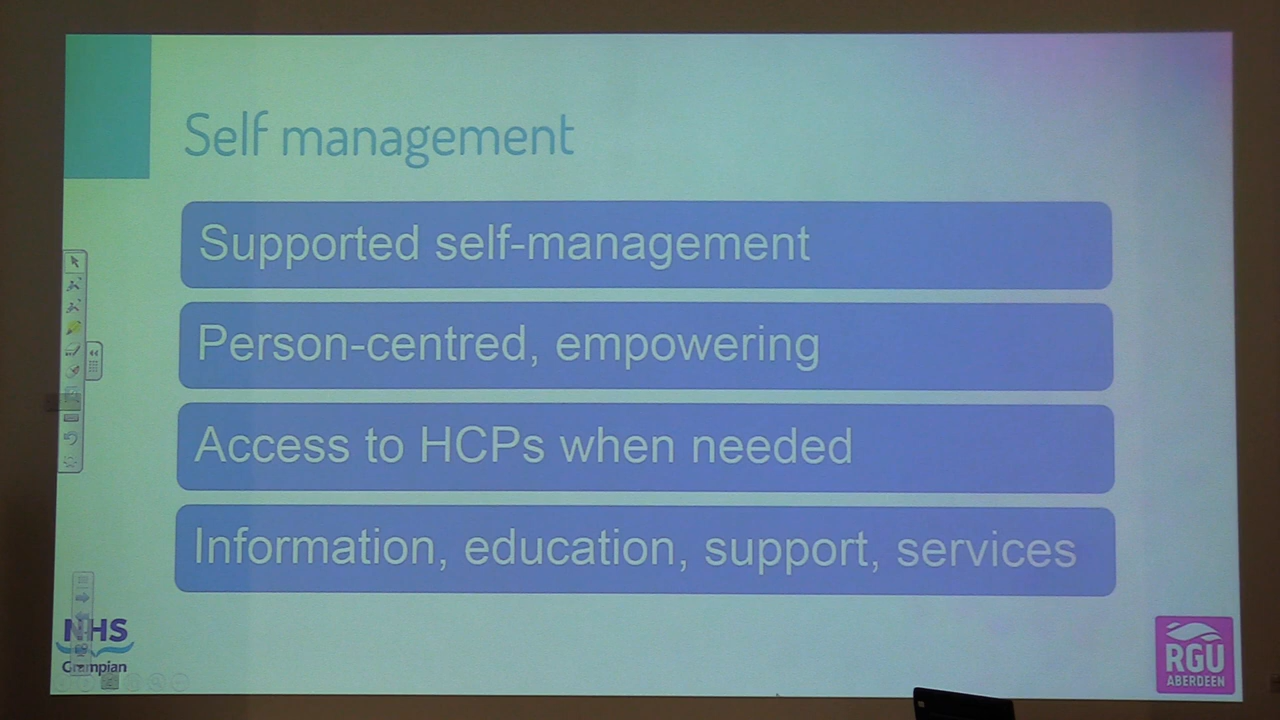 Self management
Supported self-management
Person-centred, empowering
Access to HCPs when needed
Information, education, support, services
NHS
Grampian
RGU
ABERDEEN